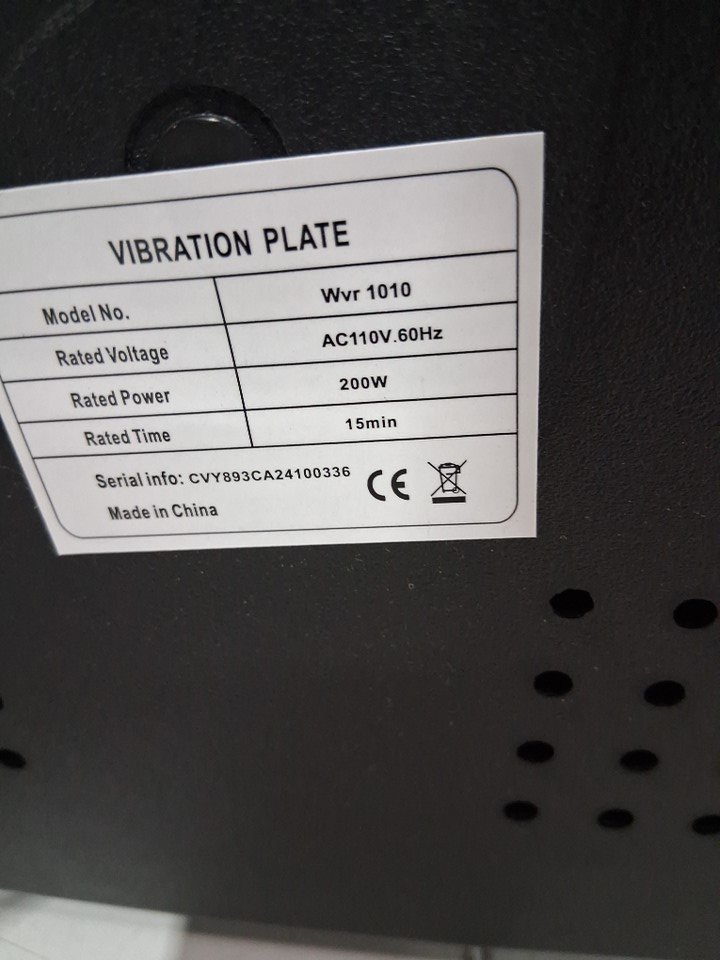 VIBRATION PLATE
Model No. Wvr 1010
Rated Voltage AC110V.60Hz
Rated Power 200W
Rated Time 15min
Serial info: CVY893CA24100336 CE
Made in China